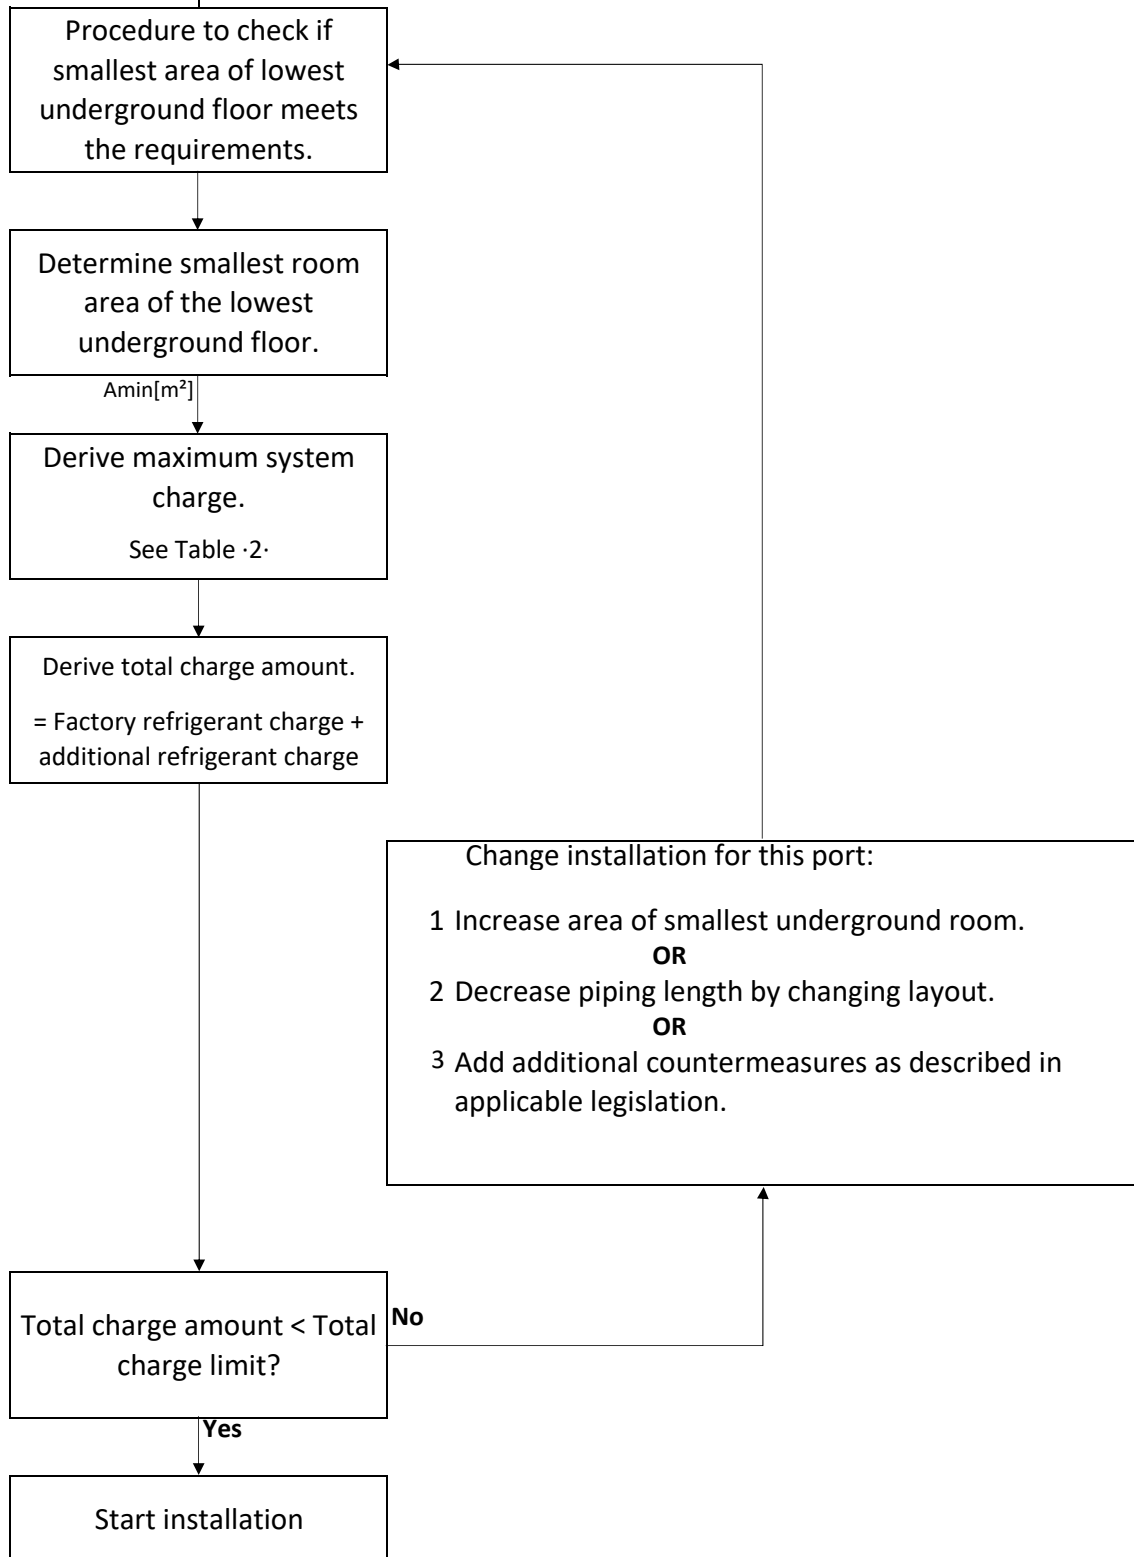 Procedure to check if
smallest area of lowest
underground floor meets
the requirements.
Determine smallest room
area of the lowest
underground floor.
Amin[m²]
Derive maximum system
charge.
See Table ·2·
Derive total charge amount.
= Factory refrigerant charge +
additional refrigerant charge
Change installation for this port:
1 Increase area of smallest underground room.
OR
2 Decrease piping length by changing layout.
OR
3 Add additional countermeasures as described in
applicable legislation.
Total charge amount < Total
charge limit?
No
Yes
Start installation